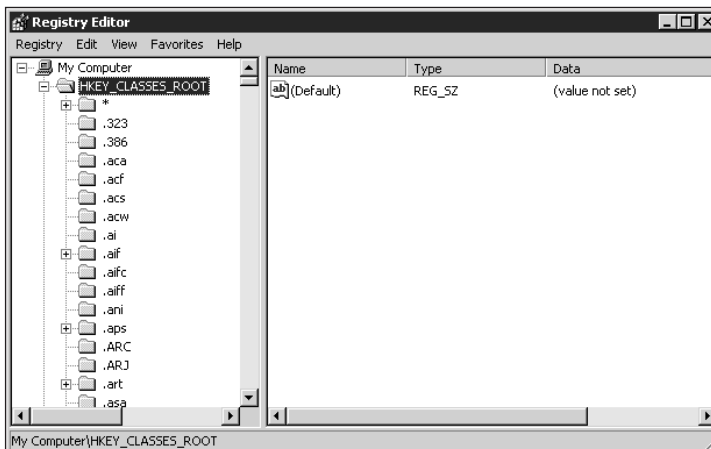 Registry Editor
Registry Edit View Favorites Help
My Computer
HKEY_CLASSES_ROOT
*
.323
.386
.aca
.acf
.acs
.acw
.ai
.aif
.aifc
.aiff
.ani
.aps
.ARC
.ARJ
.art
.asa
Name Type Data
ab (Default) REG_SZ (value not set)
My Computer\HKEY_CLASSES_ROOT